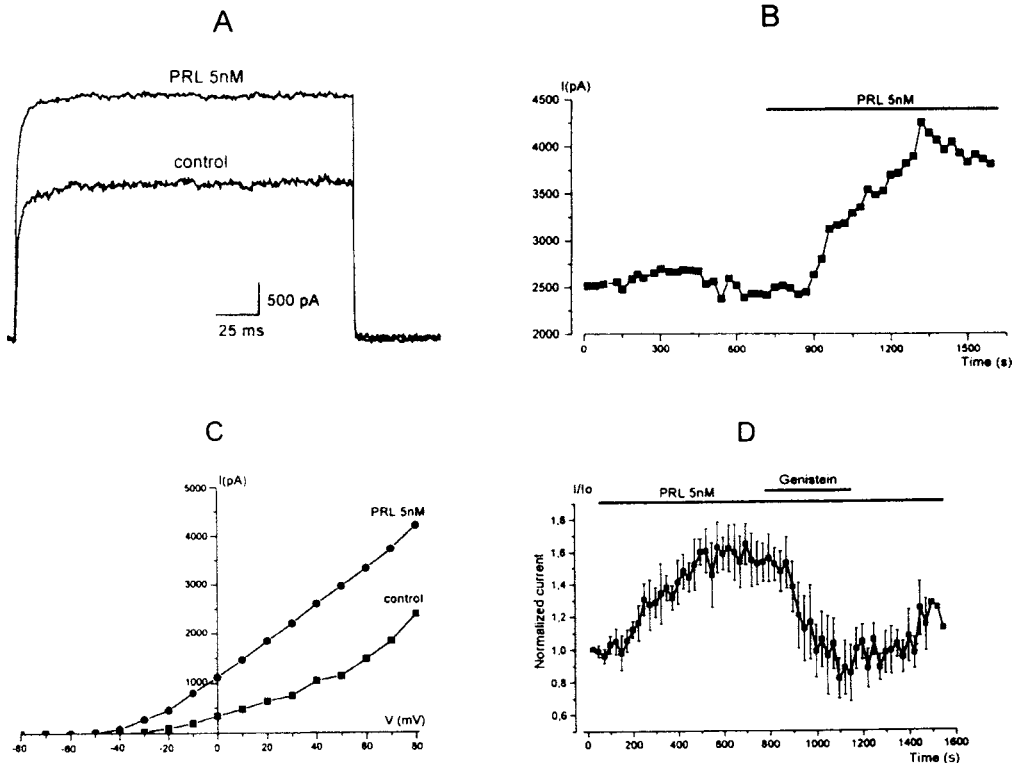 A
PRL 5nM
control
500 pA
25 ms
B
I(pA)
PRL 5nM
4500
4000
3500
3000
2500
2000
0 300 600 900 1200 1500
Time (s)
C
I(pA)
5000
PRL 5nM
4000
3000
control
2000
1000
V (mV)
-80 -60 -40 -20 0 20 40 60 80
D
Genistein
I/Io
PRL 5nM
1,8
1,6
1,4
1,2
1,0
0,8
0,6
Normalized current
0 200 400 600 800 1000 1200 1400 1600
Time (s)